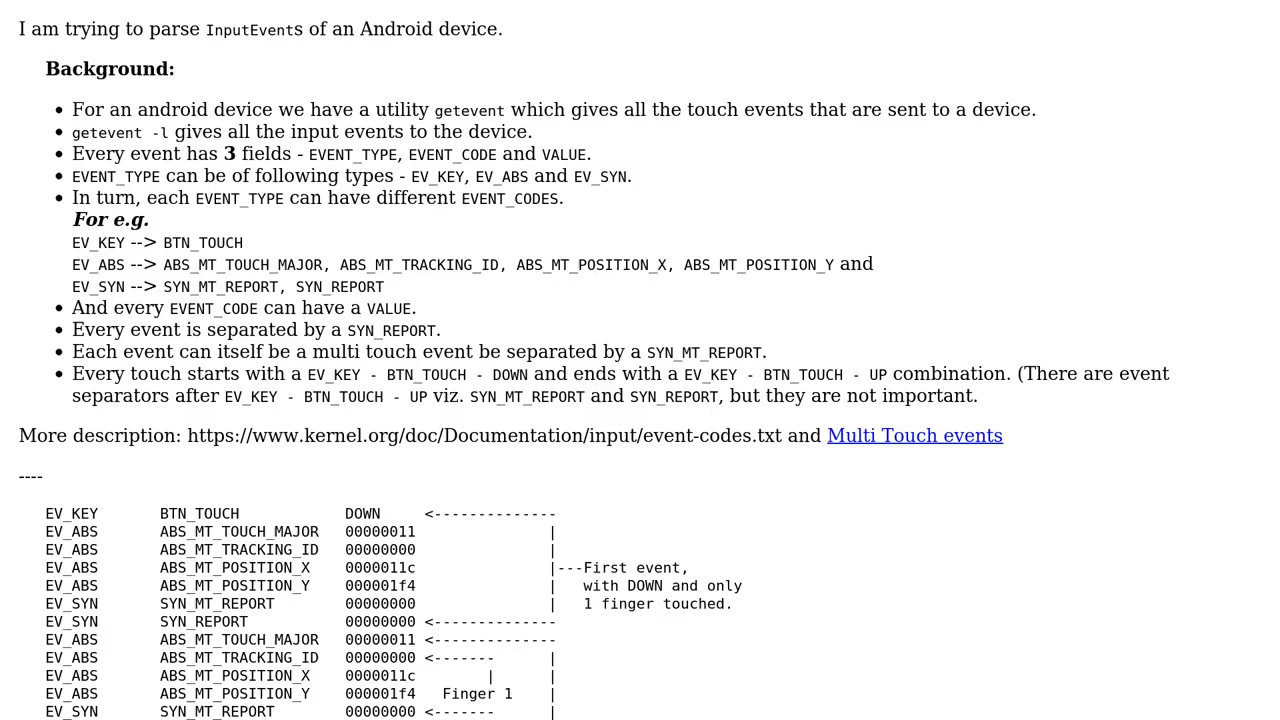 I am trying to parse InputEvents of an Android device.
Background:
• For an android device we have a utility getevent which gives all the touch events that are sent to a device.
• getevent -l gives all the input events to the device.
• Every event has 3 fields - EVENT_TYPE, EVENT_CODE and VALUE.
• EVENT_TYPE can be of following types - EV_KEY, EV_ABS and EV_SYN.
• In turn, each EVENT_TYPE can have different EVENT_CODES.
For e.g.
EV_KEY --> BTN_TOUCH
EV_ABS --> ABS_MT_TOUCH_MAJOR, ABS_MT_TRACKING_ID, ABS_MT_POSITION_X, ABS_MT_POSITION_Y and
EV_SYN --> SYN_MT_REPORT, SYN_REPORT
• And every EVENT_CODE can have a VALUE.
• Every event is separated by a SYN_REPORT.
• Each event can itself be a multi touch event be separated by a SYN_MT_REPORT.
• Every touch starts with a EV_KEY - BTN_TOUCH - DOWN and ends with a EV_KEY - BTN_TOUCH - UP combination. (There are event
separators after EV_KEY - BTN_TOUCH - UP viz. SYN_MT_REPORT and SYN_REPORT, but they are not important.
More description: https://www.kernel.org/doc/Documentation/input/event-codes.txt and Multi Touch events
----
EV_KEY       BTN_TOUCH            DOWN     <--------------
EV_ABS       ABS_MT_TOUCH_MAJOR   00000011               |
EV_ABS       ABS_MT_TRACKING_ID   00000000               |
EV_ABS       ABS_MT_POSITION_X    0000011c               |---First event,
EV_ABS       ABS_MT_POSITION_Y    000001f4               |   with DOWN and only
EV_SYN       SYN_MT_REPORT        00000000               |   1 finger touched.
EV_SYN       SYN_REPORT           00000000 <--------------
EV_ABS       ABS_MT_TOUCH_MAJOR   00000011 <--------------
EV_ABS       ABS_MT_TRACKING_ID   00000000 <-------      |
EV_ABS       ABS_MT_POSITION_X    0000011c        |      |
EV_ABS       ABS_MT_POSITION_Y    000001f4   Finger 1    |
EV_SYN       SYN_MT_REPORT        00000000 <-------      |